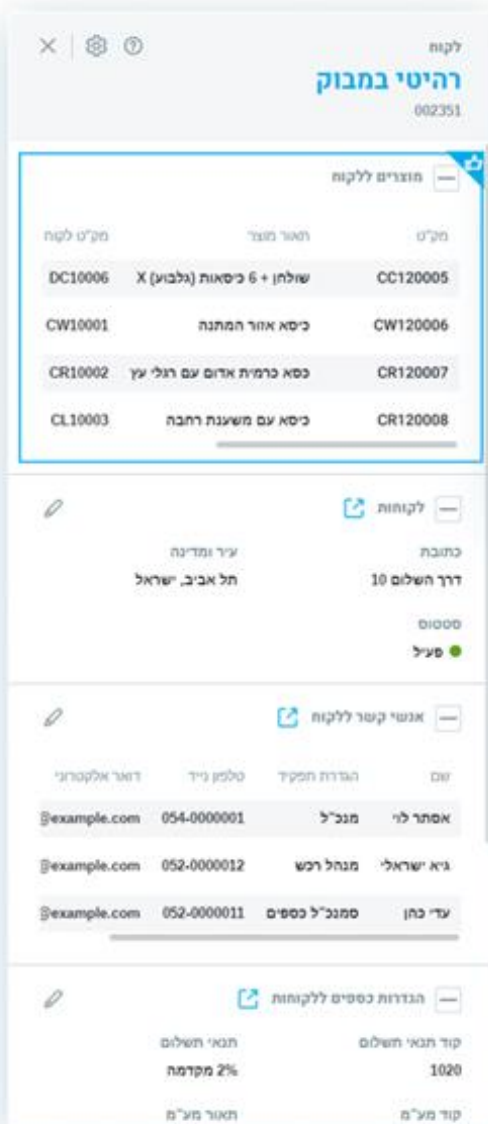 לקוח
רהיטי במבוק
002351
מוצרים ללקוח
מק"ט תאור מוצר מק"ט לקוח
CC120005 שולחן + 6 כיסאות (גלבוע) X DC10006
CW120006 כיסא אזור המתנה CW10001
CR120007 כסא כרמית אדום עם רגלי עץ CR10002
CR120008 כיסא עם משענת רחבה CL10003
לקוחות
כתובת עיר ומדינה
דרך השלום 10 תל אביב, ישראל
סטטוס
פעיל
אנשי קשר ללקוח
שם הגדרת תפקיד טלפון נייד דואר אלקטרוני
אסתר לוי מנכ"ל 054-0000001 @example.com
גיא ישראלי מנהל רכש 052-0000012 @example.com
עדי כהן סמנכ"ל כספים 052-0000011 @example.com
הגדרות כספים ללקוחות
קוד תנאי תשלום תנאי תשלום
1020 2% מקדמה
קוד מע"מ תאור מע"מ